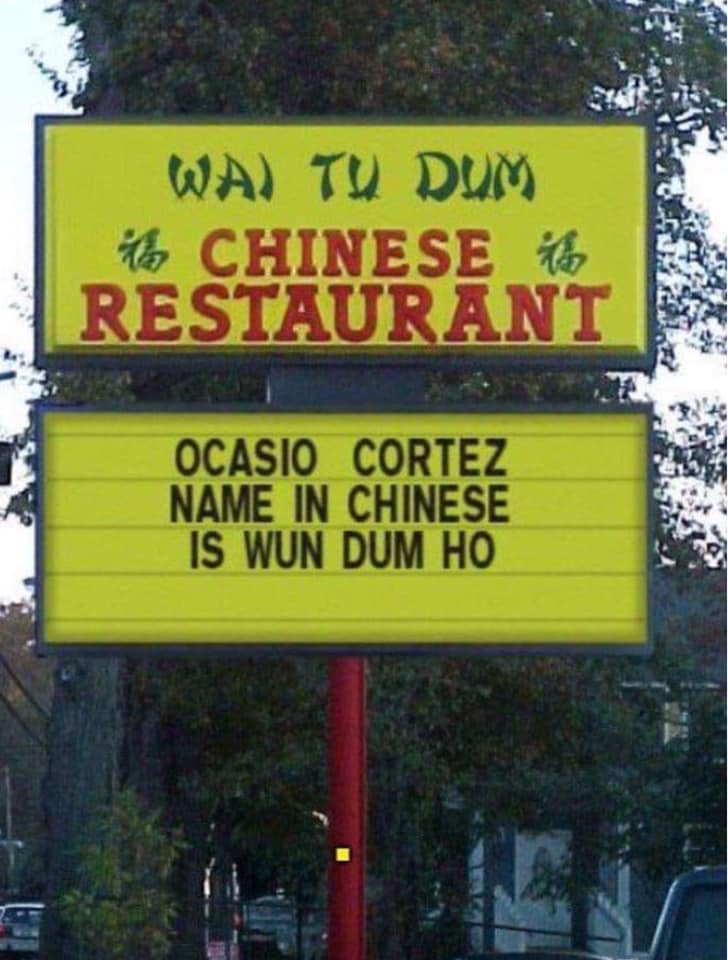 WAI TU DUM
福 CHINESE 福
RESTAURANT
OCASIO CORTEZ
NAME IN CHINESE
IS WUN DUM HO